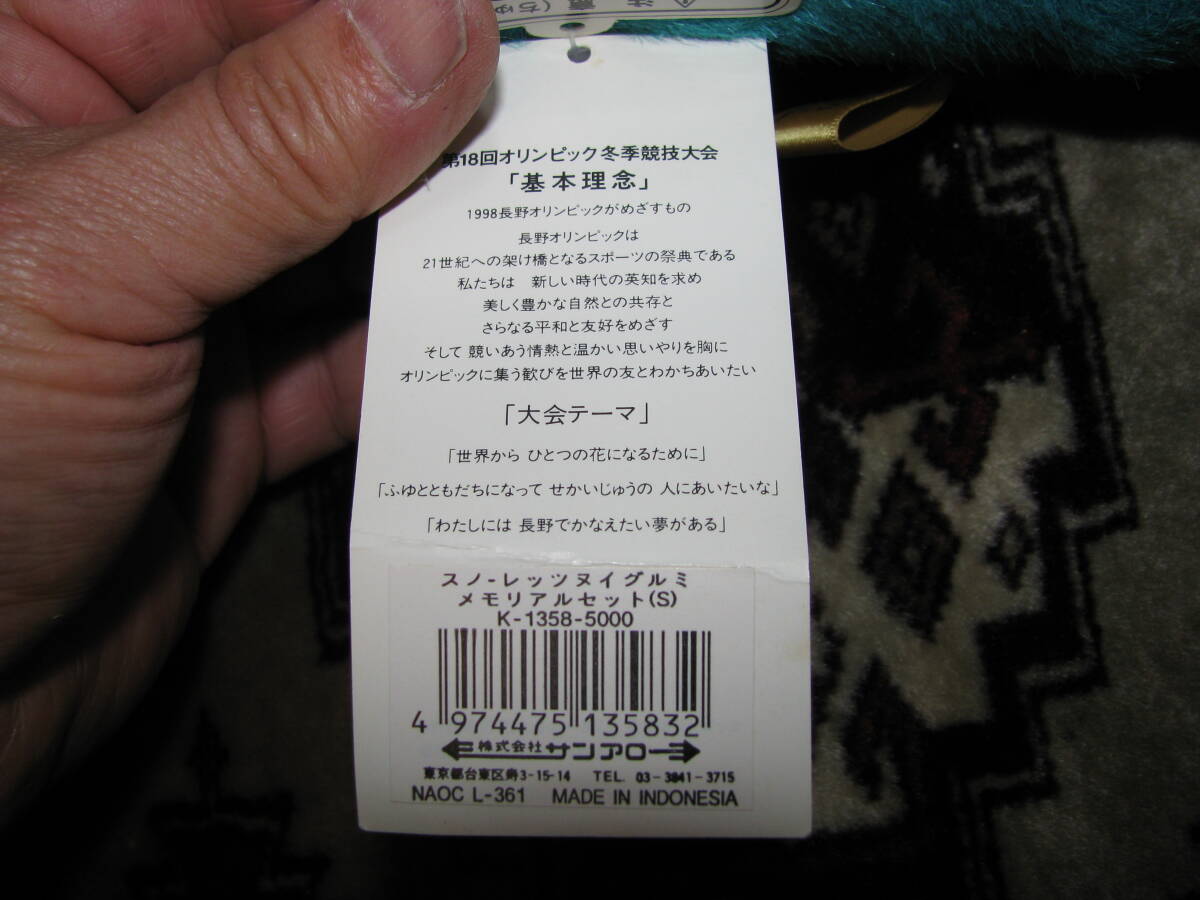 注意(ちゅ
第18回オリンピック冬季競技大会
「基本理念」
1998長野オリンピックがめざすもの
長野オリンピックは
21世紀への架け橋となるスポーツの祭典である
私たちは　新しい時代の英知を求め
美しく豊かな自然との共存と
さらなる平和と友好をめざす
そして 競いあう情熱と温かい思いやりを胸に
オリンピックに集う歓びを世界の友とわかちあいたい
「大会テーマ」
「世界から ひとつの花になるために」
「ふゆとともだちになって せかいじゅうの 人にあいたいな」
「わたしには 長野でかなえたい夢がある」
スノ-レッツヌイグルミ
メモリアルセット(S)
K-1358-5000
4 974475 135832
株式会社サンアロー
東京都台東区寿3-15-14 TEL. 03-3841-3715
NAOC L-361 MADE IN INDONESIA